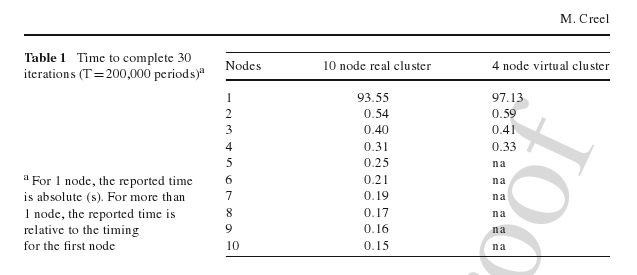 M. Creel
Table 1 Time to complete 30
iterations (T=200,000 periods)a
Nodes 10 node real cluster 4 node virtual cluster
1 93.55 97.13
2 0.54 0.59
3 0.40 0.41
4 0.31 0.33
5 0.25 na
6 0.21 na
7 0.19 na
8 0.17 na
9 0.16 na
10 0.15 na
a For 1 node, the reported time
is absolute (s). For more than
1 node, the reported time is
relative to the timing
for the first node
oof